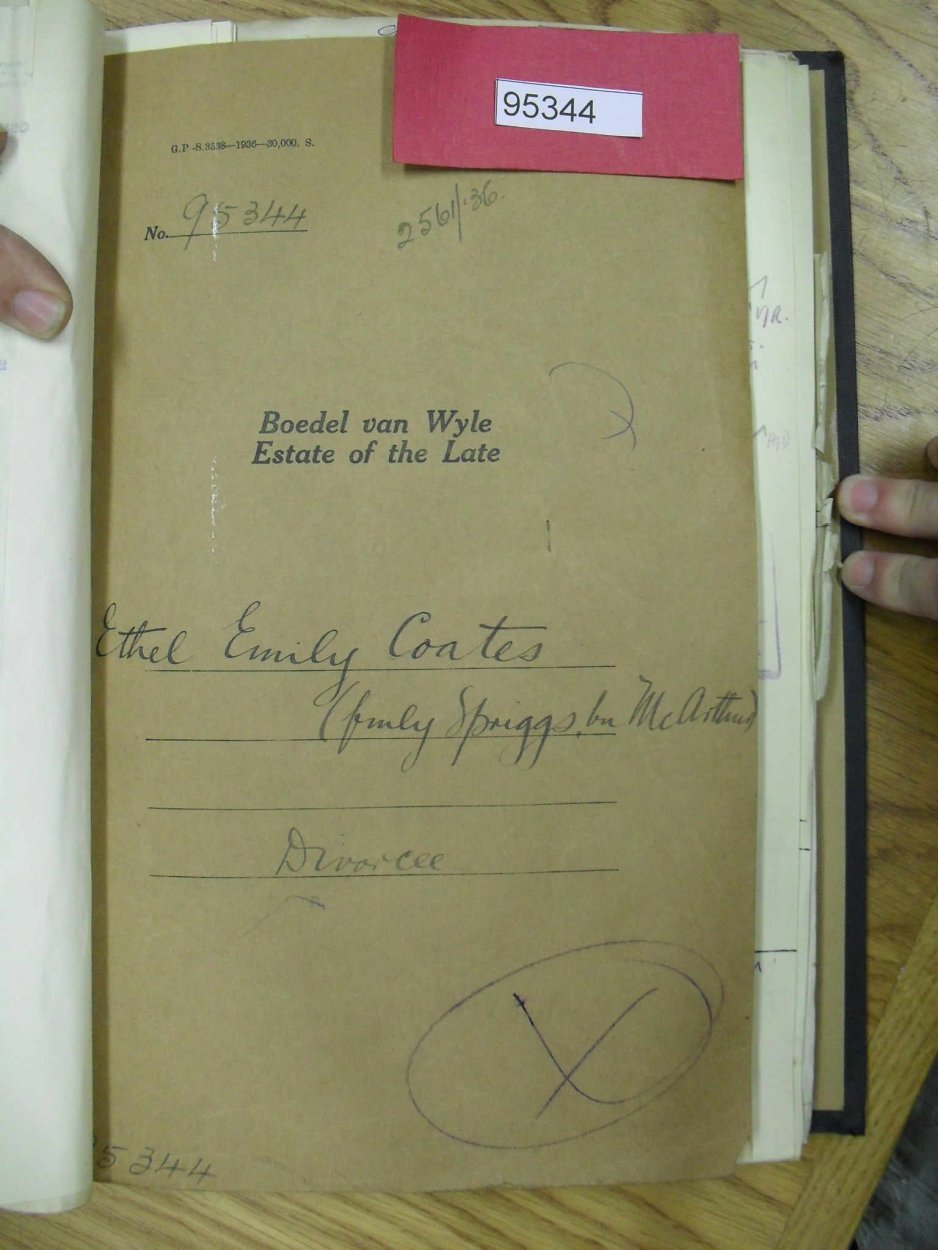 95344
G.P.-S.3538—1936—30,000. S.
No. 95344
2561/36.
Boedel van Wyle
Estate of the Late
Ethel Emily Coates
(Emily Spriggs, bn McArthur)
Divorcee
X
5344